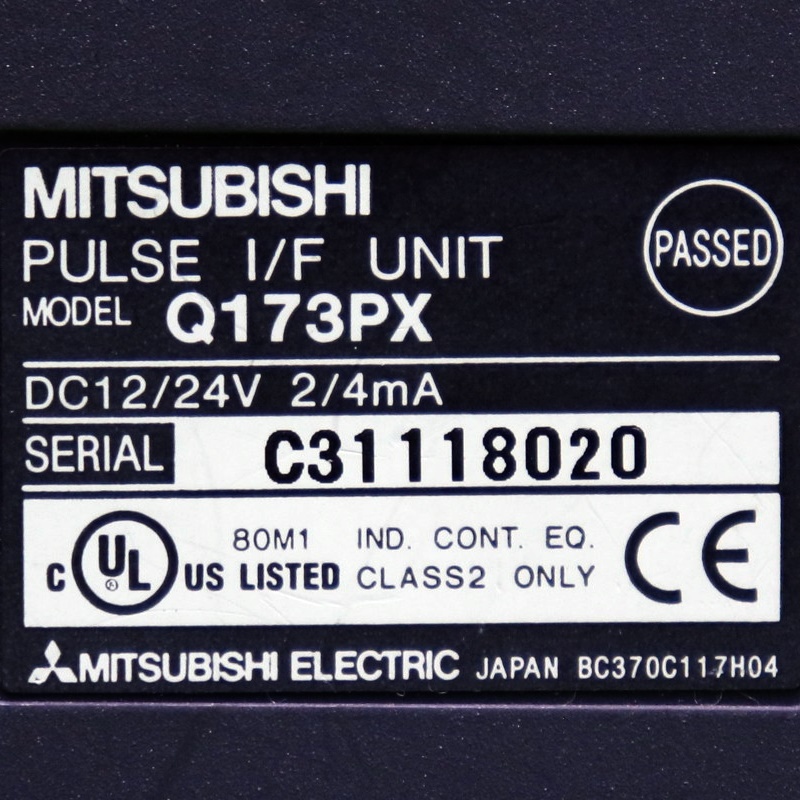 MITSUBISHI
PULSE I/F UNIT
PASSED
MODEL Q173PX
DC12/24V 2/4mA
SERIAL C31118020
80M1 IND. CONT. EQ.
C UL ® US LISTED CLASS2 ONLY CE
MITSUBISHI ELECTRIC JAPAN BC370C117H04